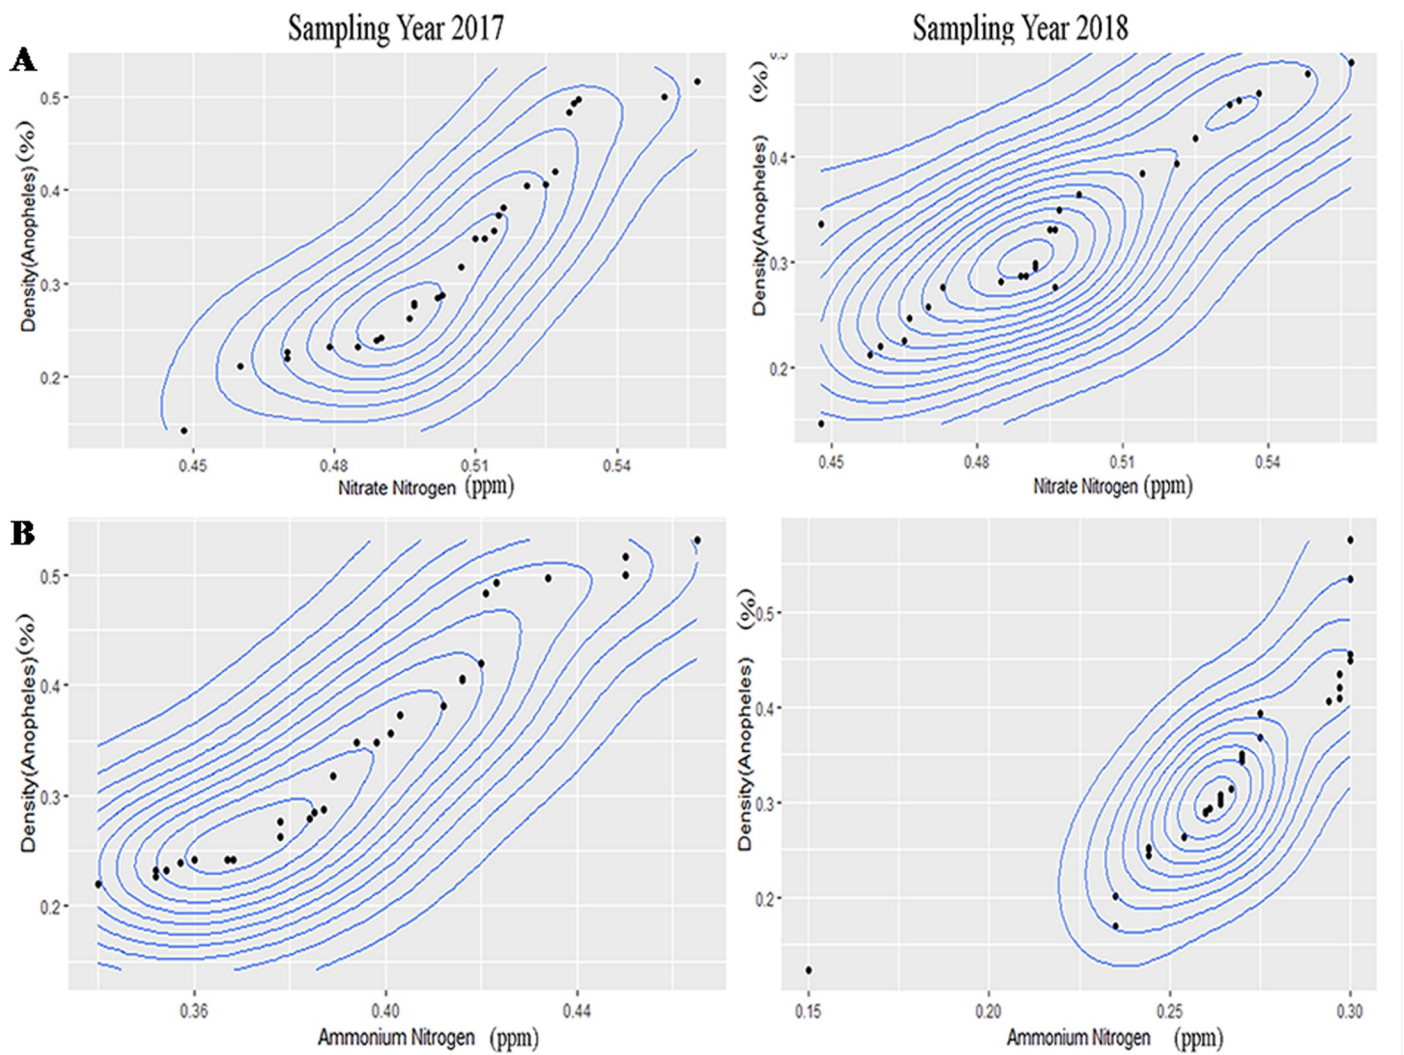 Sampling Year 2017
Sampling Year 2018
A
Density(Anopheles) (%)
0.5
0.4
0.3
0.2
0.45
0.48
0.51
0.54
Nitrate Nitrogen (ppm)
Density(Anopheles) (%)
0.4
0.3
0.2
0.45
0.48
0.51
0.54
Nitrate Nitrogen (ppm)
B
Density(Anopheles) (%)
0.5
0.4
0.3
0.2
0.36
0.40
0.44
Ammonium Nitrogen (ppm)
Density(Anopheles) (%)
0.5
0.4
0.3
0.2
0.15
0.20
0.25
0.30
Ammonium Nitrogen (ppm)